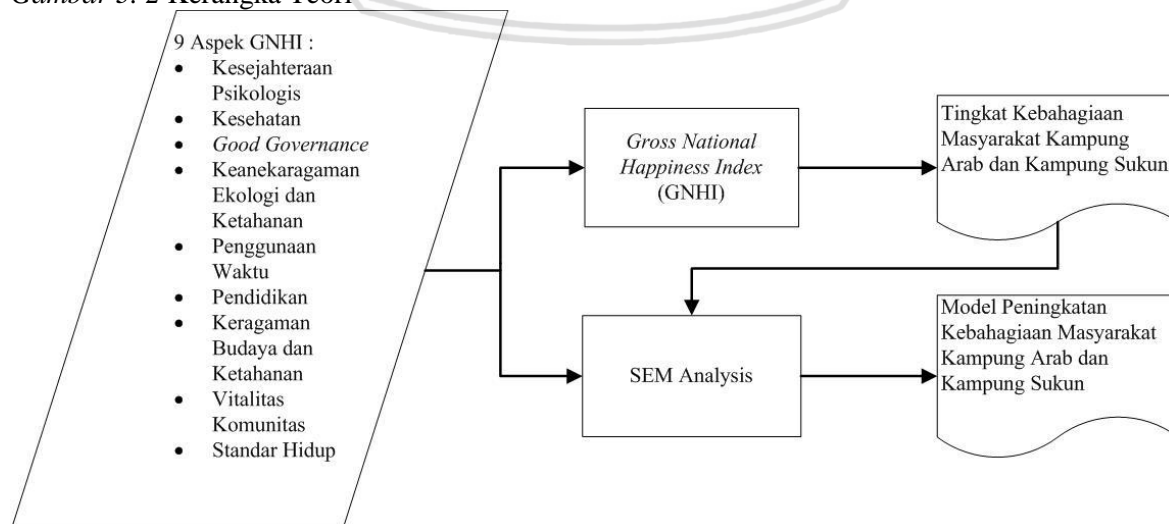 Gambar 3. 2 Kerangka Teori
9 Aspek GNHI :
• Kesejahteraan
Psikologis
• Kesehatan
• Good Governance
• Keanekaragaman
Ekologi dan
Ketahanan
• Penggunaan
Waktu
• Pendidikan
• Keragaman
Budaya dan
Ketahanan
• Vitalitas
Komunitas
• Standar Hidup
Gross National
Happiness Index
(GNHI)
Tingkat Kebahagiaan
Masyarakat Kampung
Arab dan Kampung Sukun
SEM Analysis
Model Peningkatan
Kebahagiaan Masyarakat
Kampung Arab dan
Kampung Sukun